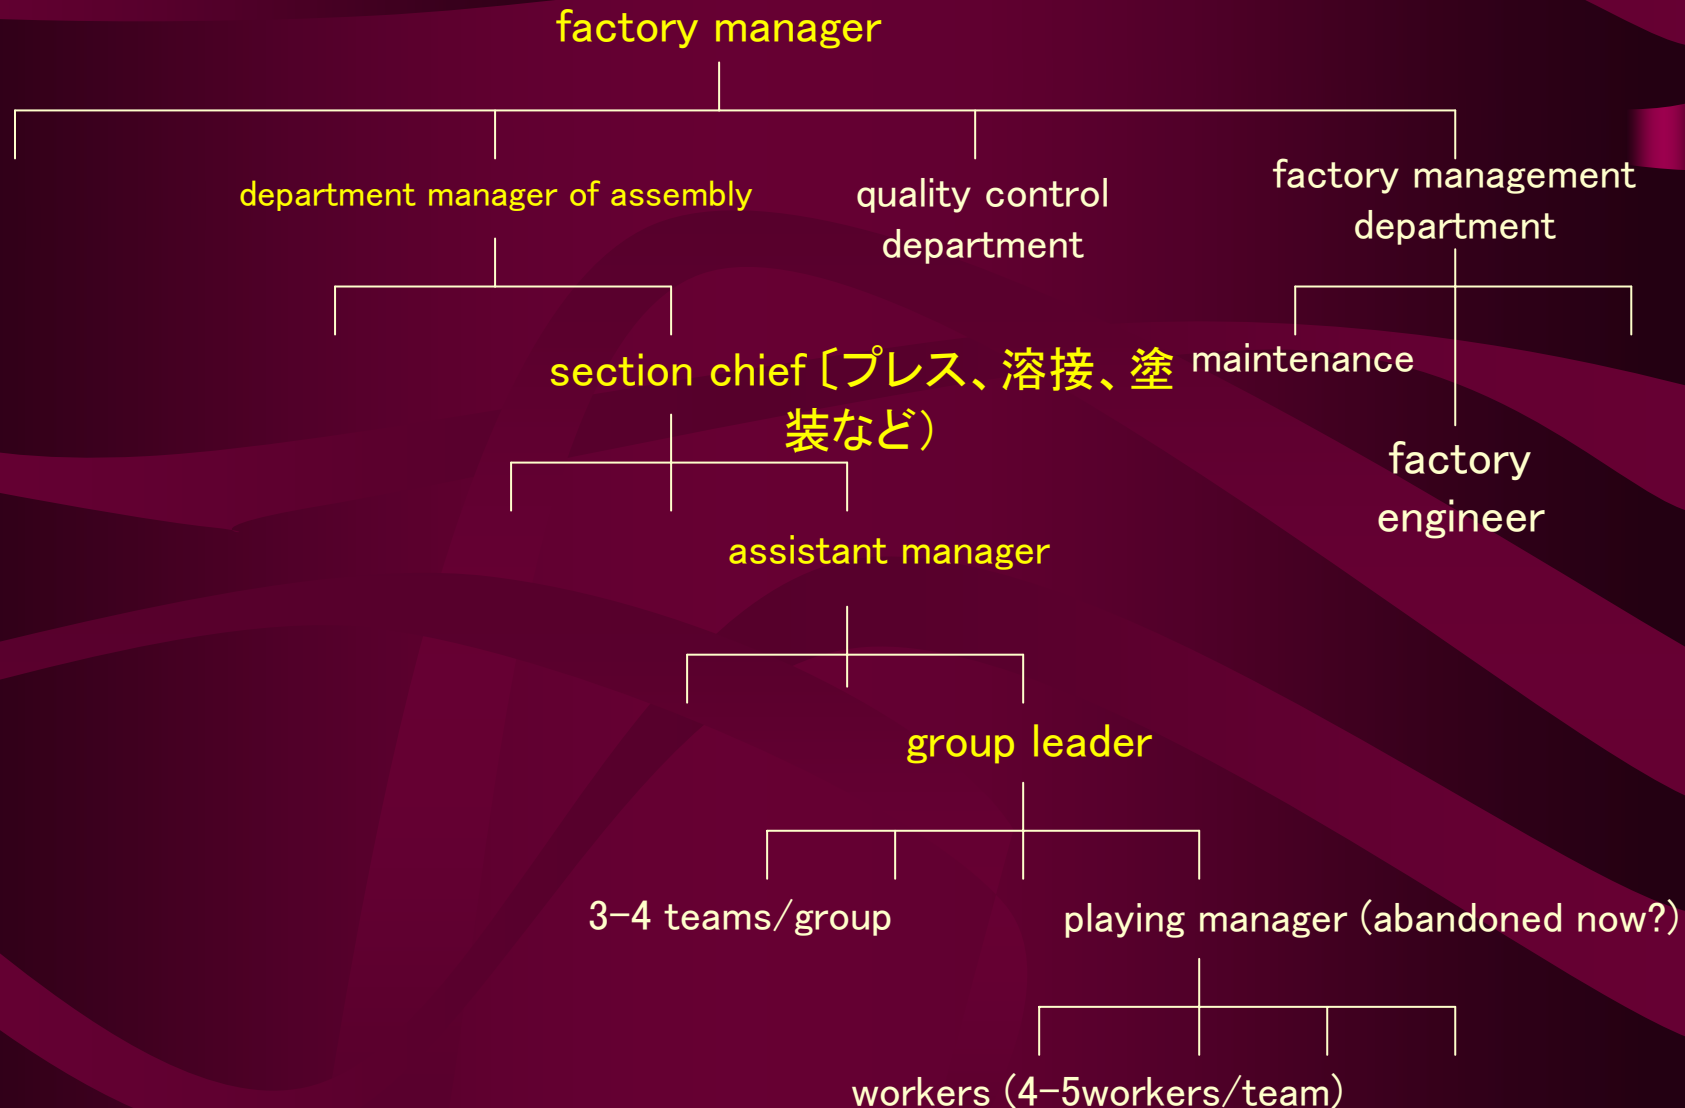 factory manager
department manager of assembly
quality control
department
factory management
department
section chief〔プレス、溶接、塗
装など）
maintenance
factory
engineer
assistant manager
group leader
3-4 teams/group
playing manager (abandoned now?)
workers (4-5workers/team)